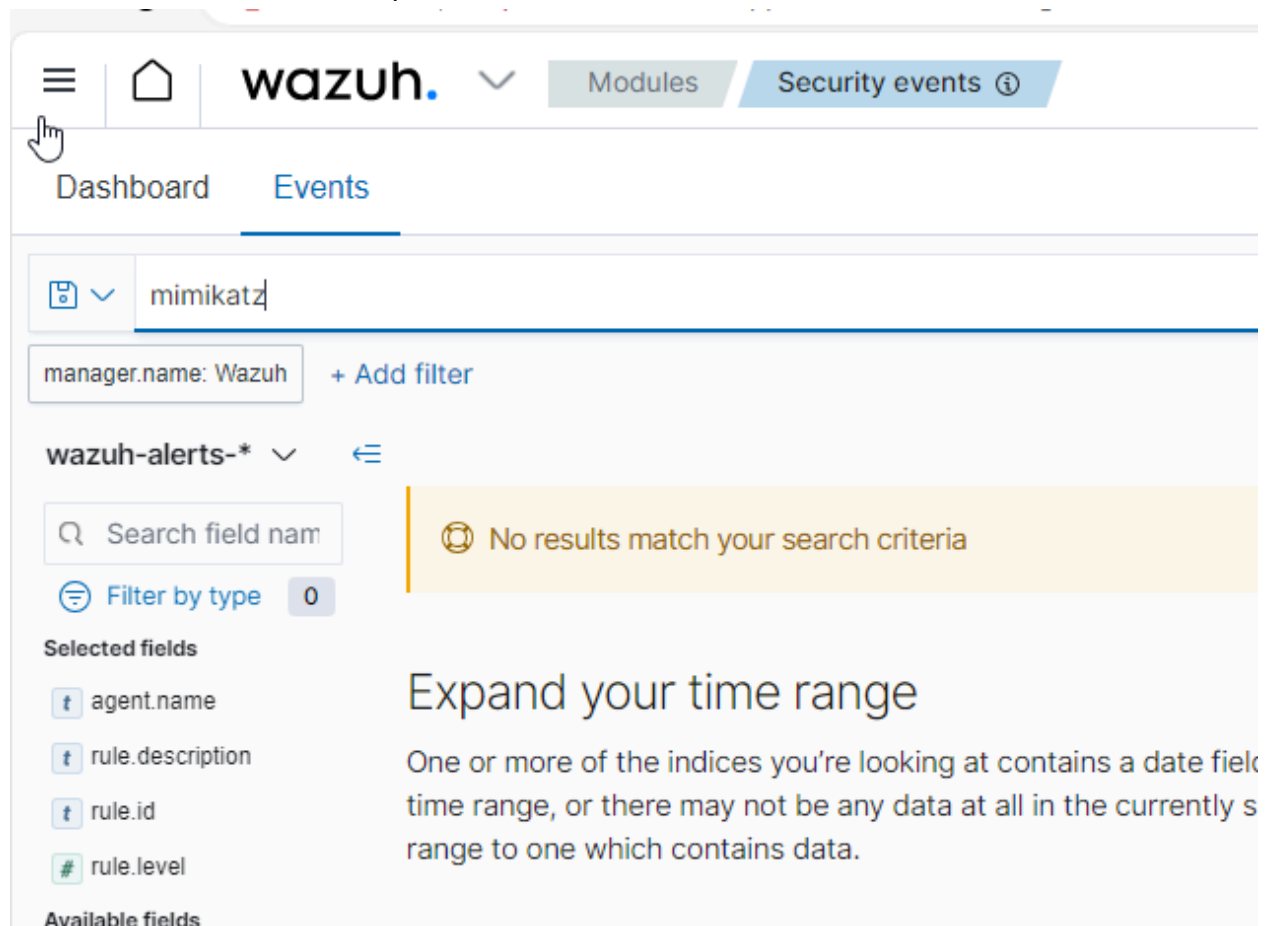 wazuh. Modules Security events
Dashboard Events
mimikatz
manager.name: Wazuh + Add filter
wazuh-alerts-*
Search field nam
Filter by type 0
Selected fields
t agent.name
t rule.description
t rule.id
# rule.level
Available fields
No results match your search criteria
Expand your time range
One or more of the indices you're looking at contains a date field
time range, or there may not be any data at all in the currently s
range to one which contains data.